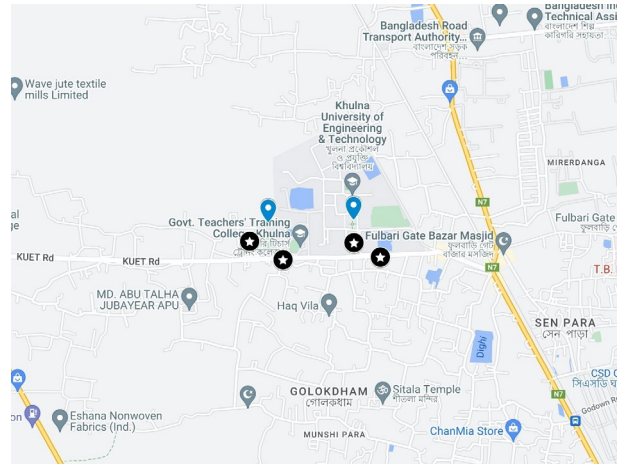 Bangladesh
Technical Assi
বাংলাদেশ শিল্প
কারিগরি সহায়তা
Bangladesh Road
Transport Authority...
বাংলাদেশ সড়ক
পরিবহন...
Wave jute textile
mills Limited
Khulna
University of
Engineering
& Technology
খুলনা প্রকৌশল
ও প্রযুক্তি
বিশ্ববিদ্যালয়
MIRERDANGA
N7
Govt. Teachers' Training
College, Khulna
Fulbari Gate Bazar Masjid
ফুলবাড়ি গেট
বাজার মসজিদ
Fulbari Gate
KUET Rd
KUET Rd
N7
T.B.
MD. ABU TALHA
JUBAYEAR APU
Haq Vila
SEN PARA
সেন পাড়া
Dighi
CSD
সিএসডি
N7
Godown
GOLOKDHAM
গোলকধাম
Sitala Temple
শীতলা মন্দির
Eshana Nonwoven
Fabrics (Ind.)
MUNSHI PARA
ChanMia Store